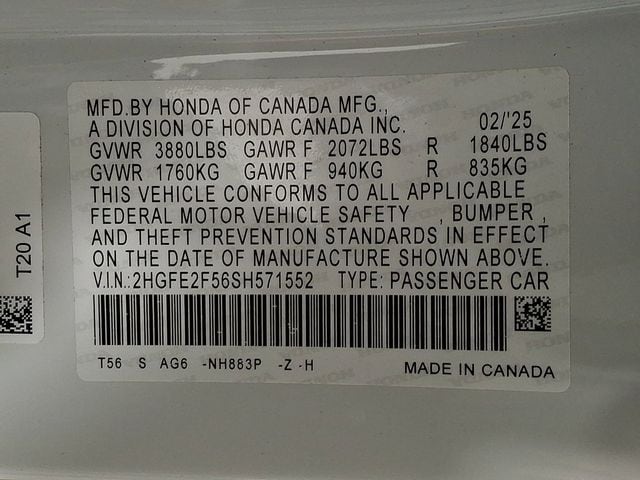 MFD.BY HONDA OF CANADA MFG.,
A DIVISION OF HONDA CANADA INC. 02/'25
GVWR 3880LBS GAWR F 2072LBS R 1840LBS
GVWR 1760KG GAWR F 940KG R 835KG
THIS VEHICLE CONFORMS TO ALL APPLICABLE
FEDERAL MOTOR VEHICLE SAFETY , BUMPER ,
AND THEFT PREVENTION STANDARDS IN EFFECT
ON THE DATE OF MANUFACTURE SHOWN ABOVE.
V.I.N.:2HGFE2F56SH571552 TYPE: PASSENGER CAR
T56 S AG6 -NH883P -Z -H MADE IN CANADA
T20 A1